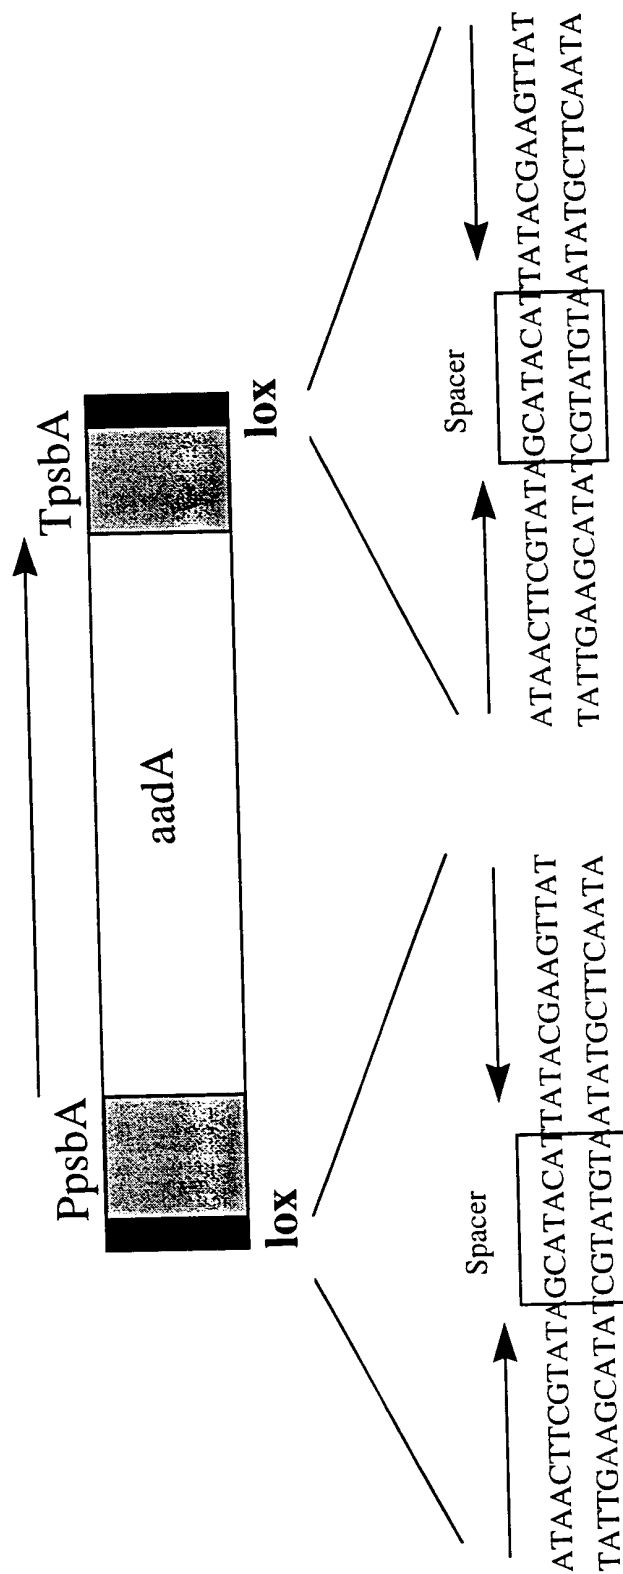 PpsbA
TpsbA
aadA
lox
lox
Spacer
ATAACTTCGTATAGCATACATTATACGAAGTTAT
TATTGAAGCATATCGTATGTAATATGCTTCAATA
Spacer
ATAACTTCGTATAGCATACATTATACGAAGTTAT
TATTGAAGCATATCGTATGTAATATGCTTCAATA